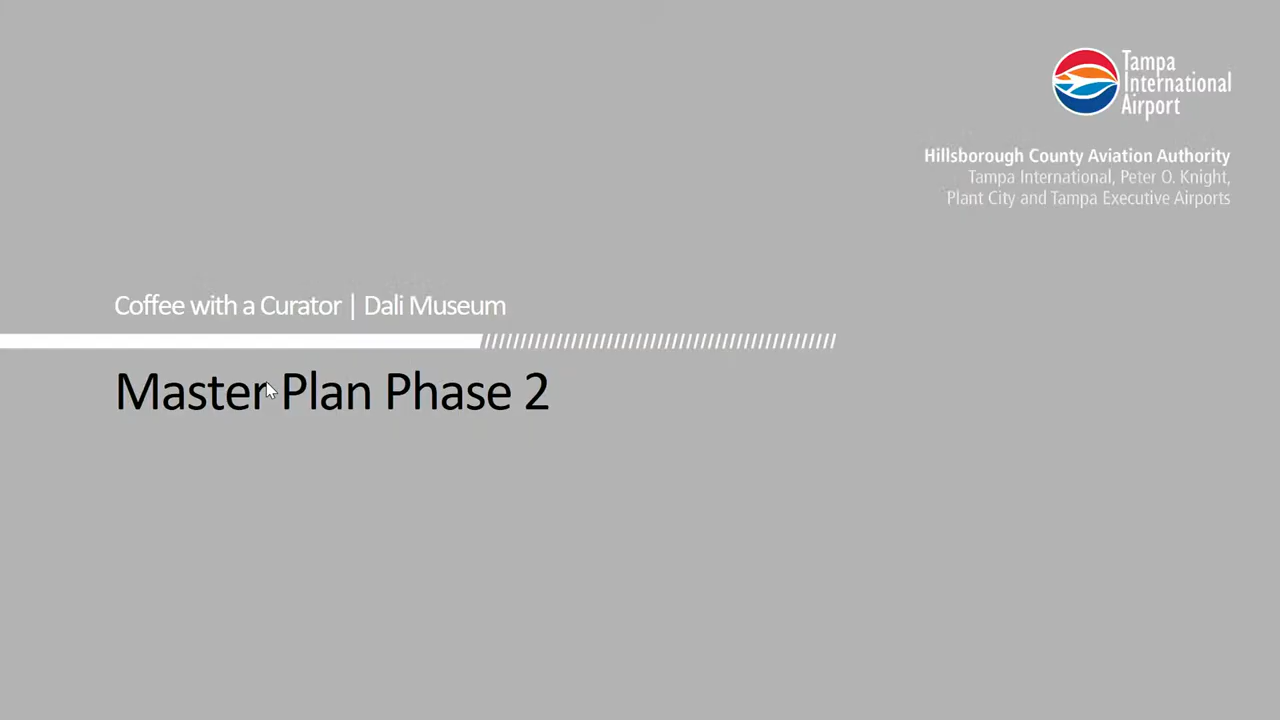 Tampa
International
Airport
Hillsborough County Aviation Authority
Tampa International, Peter O. Knight,
Plant City and Tampa Executive Airports
Coffee with a Curator | Dali Museum
Master Plan Phase 2